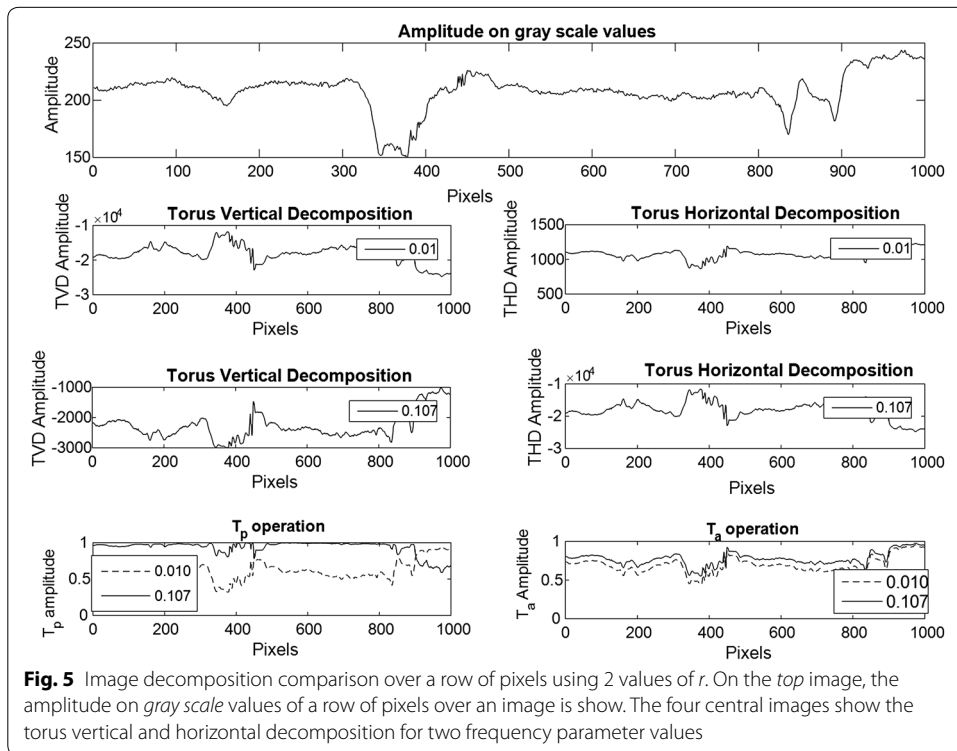 Amplitude on gray scale values
250
200
150
Amplitude
0 100 200 300 400 500 600 700 800 900 1000
Pixels
Torus Vertical Decomposition
×10⁴
-1
-2
-3
TVD Amplitude
0.01
0 200 400 600 800 1000
Pixels
Torus Horizontal Decomposition
1500
1000
500
THD Amplitude
0.01
0 200 400 600 800 1000
Pixels
Torus Vertical Decomposition
-1000
-2000
-3000
TVD Amplitude
0.107
0 200 400 600 800 1000
Pixels
Torus Horizontal Decomposition
×10⁴
-1
-2
-3
THD Amplitude
0.107
0 200 400 600 800 1000
Pixels
Tp operation
1
0.5
0
Tp amplitude
0.010
0.107
0 200 400 600 800 1000
Pixels
Ta operation
1
0.5
0
Ta Amplitude
0.010
0.107
0 200 400 600 800 1000
Pixels
Fig. 5 Image decomposition comparison over a row of pixels using 2 values of r. On the top image, the
amplitude on gray scale values of a row of pixels over an image is show. The four central images show the
torus vertical and horizontal decomposition for two frequency parameter values